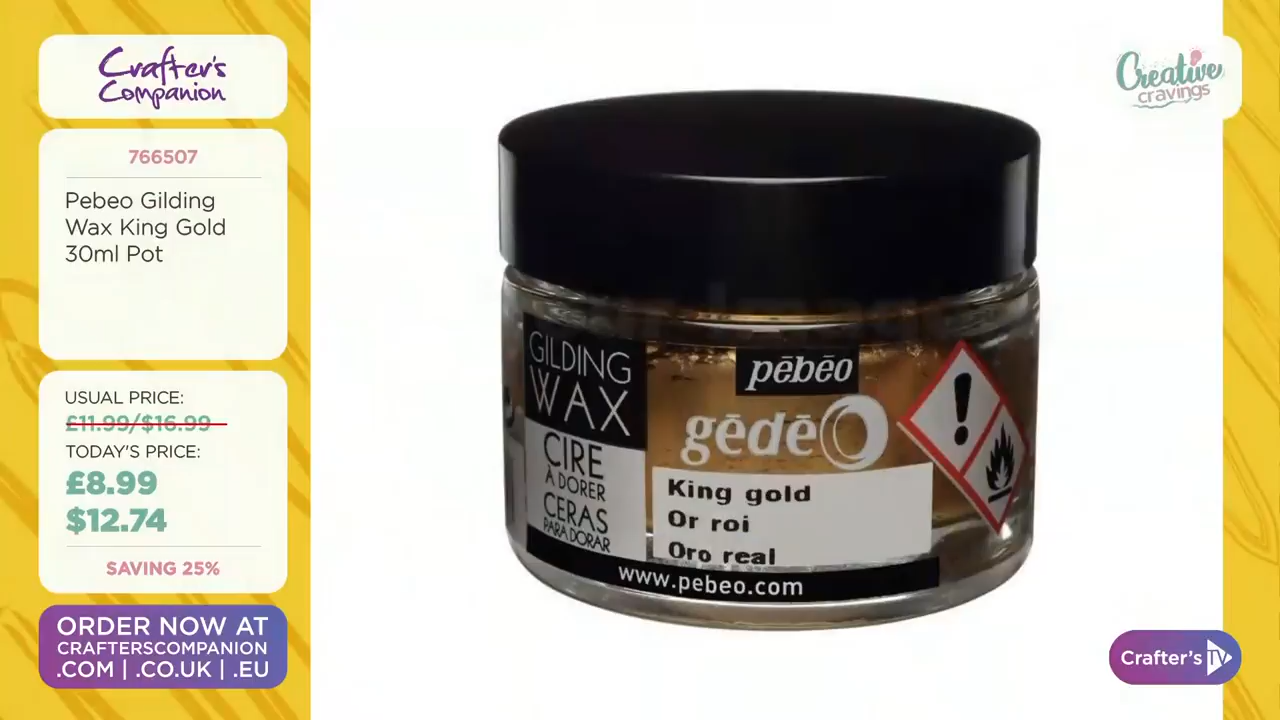 Crafter's
Companion
766507
Pebeo Gilding
Wax King Gold
30ml Pot
USUAL PRICE:
£11.99/$16.99
TODAY'S PRICE:
£8.99
$12.74
SAVING 25%
ORDER NOW AT
CRAFTERSCOMPANION
.COM | .CO.UK | .EU
Creative
cravings
GILDING
WAX
CIRE
À DORER
CERAS
PARA DORAR
pēbēo
gēdēO
King gold
Or roi
Oro real
www.pebeo.com
Crafter's TV